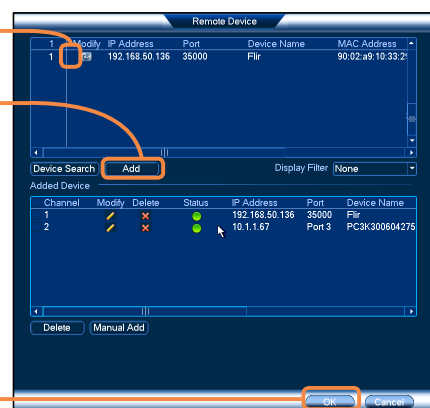 Remote Device
1 Modify IP Address Port Device Name MAC Address
1 192.168.50.136 35000 Flir 90:02:a9:10:33:2
Device Search Add Display Filter None
Added Device
Channel Modify Delete Status IP Address Port Device Name
1 192.168.50.136 35000 Flir
2 10.1.1.67 Port 3 PC3K300604275
Delete Manual Add
OK Cancel